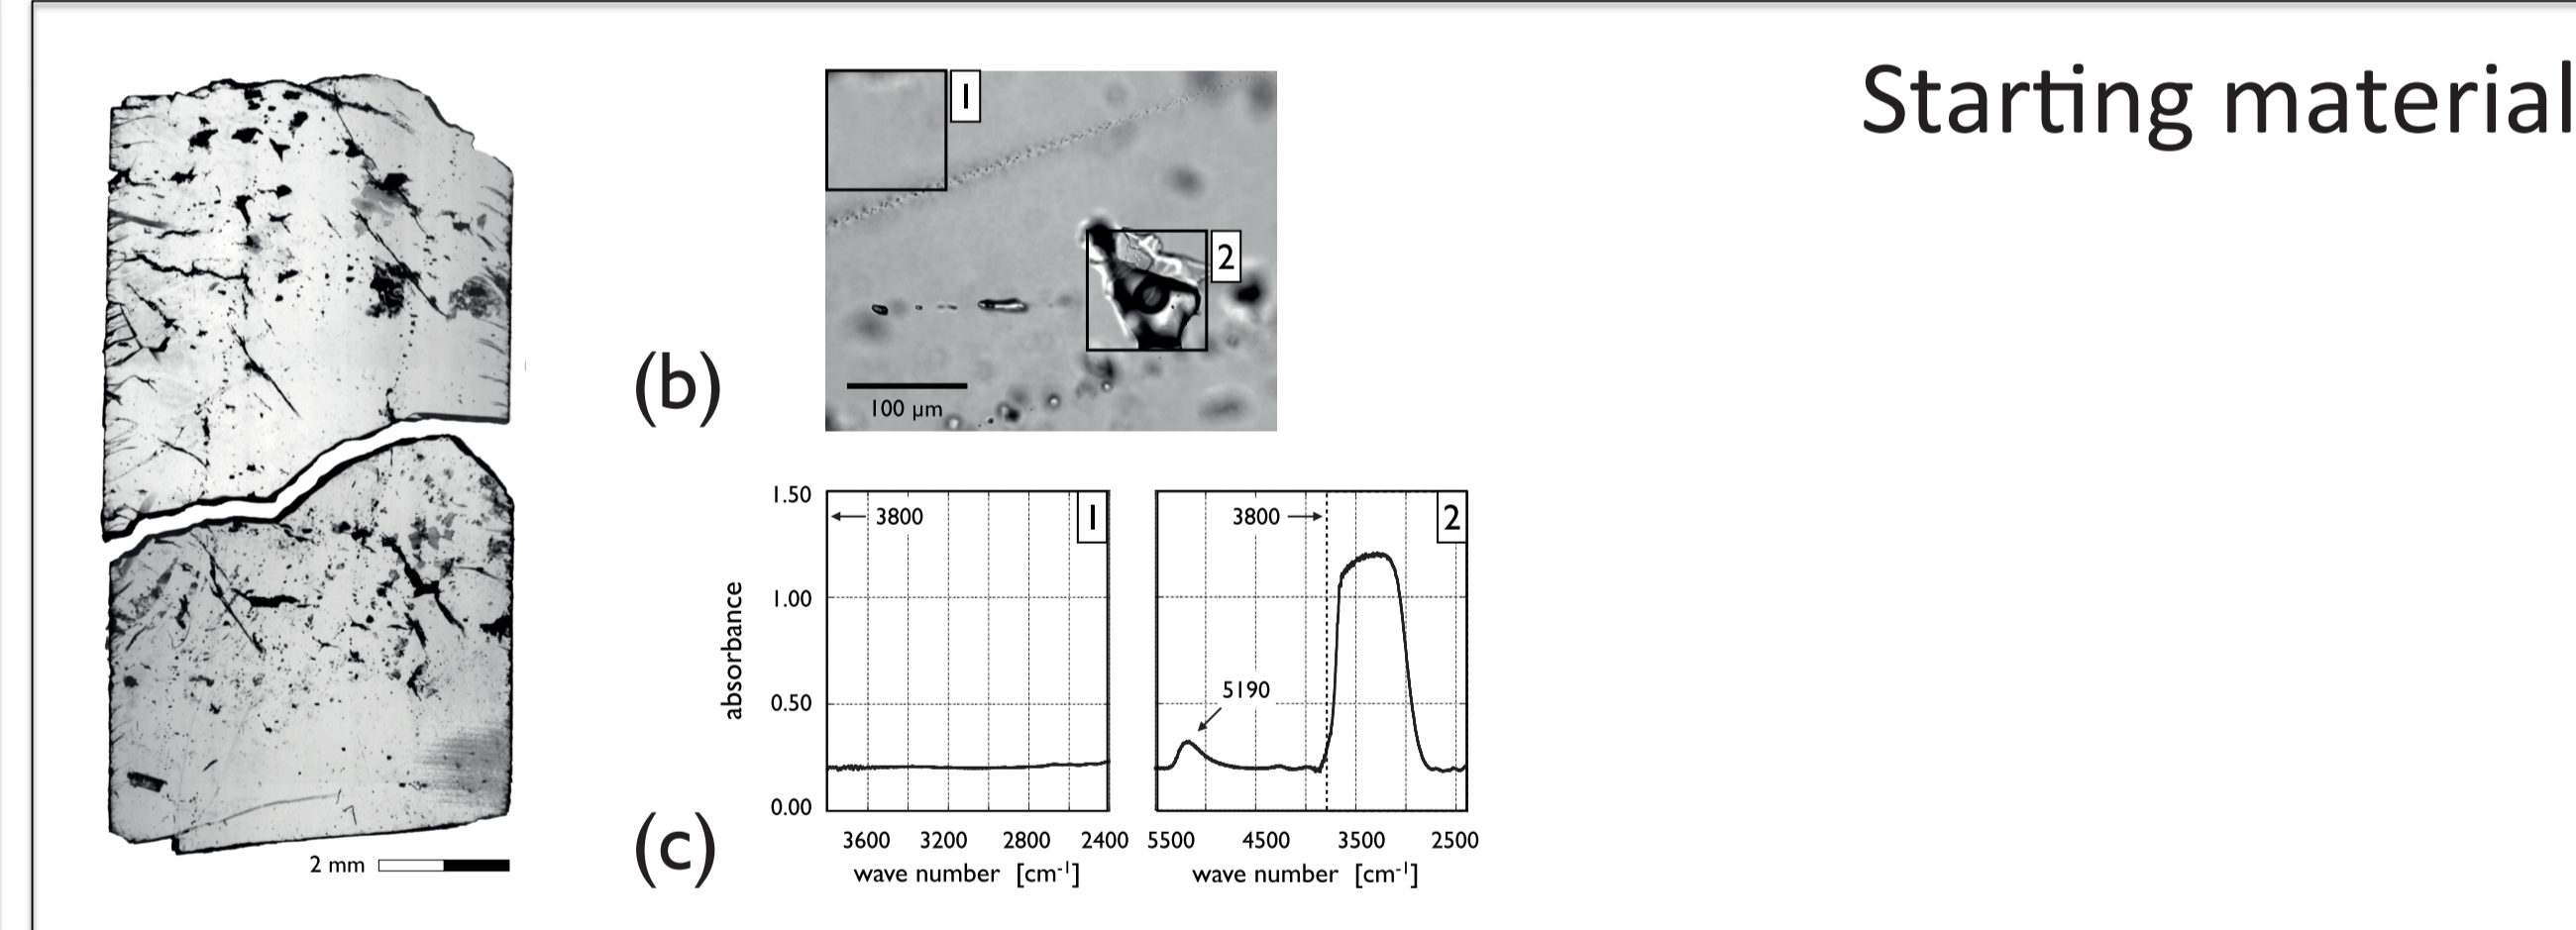 Starting material
1
2
(b)
100 µm
1.50
1.00
0.50
0.00
absorbance
3800
1
3800
2
5190
(c)
3600 3200 2800 2400
5500 4500 3500 2500
wave number [cm-1]
wave number [cm-1]
2 mm